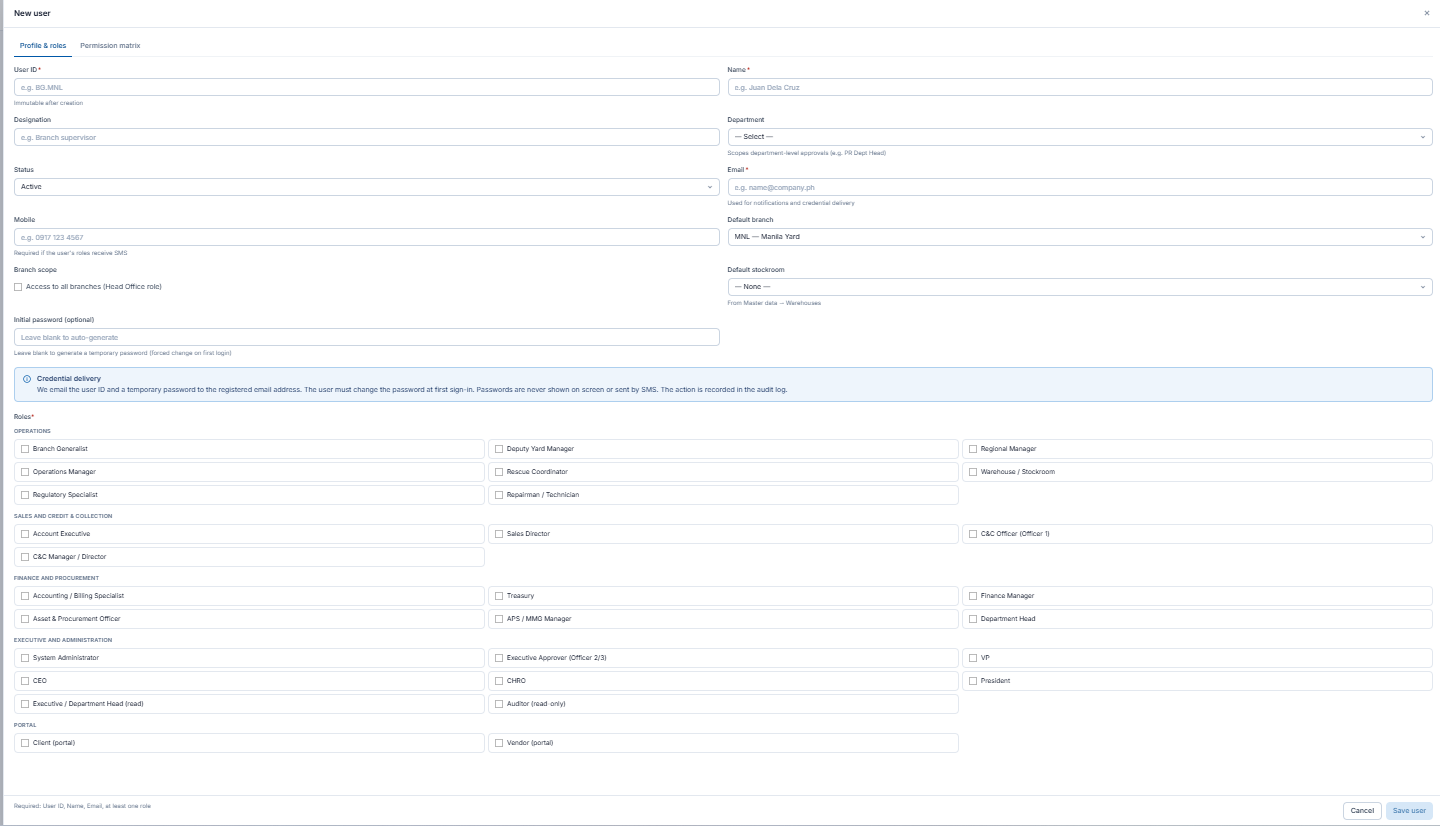 New user
×
Profile & roles Permission matrix
User ID* Name*
e.g. BG.MNL e.g. Juan Dela Cruz
Immutable after creation
Designation Department
e.g. Branch supervisor — Select —
Scopes department-level approvals (e.g. PR Dept Head)
Status Email*
Active e.g. name@company.ph
Used for notifications and credential delivery
Mobile Default branch
e.g. 0917 123 4567 MNL — Manila Yard
Required if the user's roles receive SMS
Branch scope Default stockroom
Access to all branches (Head Office role) — None —
From Master data — Warehouses
Initial password (optional)
Leave blank to auto-generate
Leave blank to generate a temporary password (forced change on first login)
Credential delivery
We email the user ID and a temporary password to the registered email address. The user must change the password at first sign-in. Passwords are never shown on screen or sent by SMS. The action is recorded in the audit log.
Roles*
OPERATIONS
Branch Generalist Deputy Yard Manager Regional Manager
Operations Manager Rescue Coordinator Warehouse / Stockroom
Regulatory Specialist Repairman / Technician
SALES AND CREDIT & COLLECTION
Account Executive Sales Director C&C Officer (Officer 1)
C&C Manager / Director
FINANCE AND PROCUREMENT
Accounting / Billing Specialist Treasury Finance Manager
Asset & Procurement Officer APS / MMG Manager Department Head
EXECUTIVE AND ADMINISTRATION
System Administrator Executive Approver (Officer 2/3) VP
CEO CHRO President
Executive / Department Head (read) Auditor (read-only)
PORTAL
Client (portal) Vendor (portal)
Required: User ID, Name, Email, at least one role
Cancel Save user